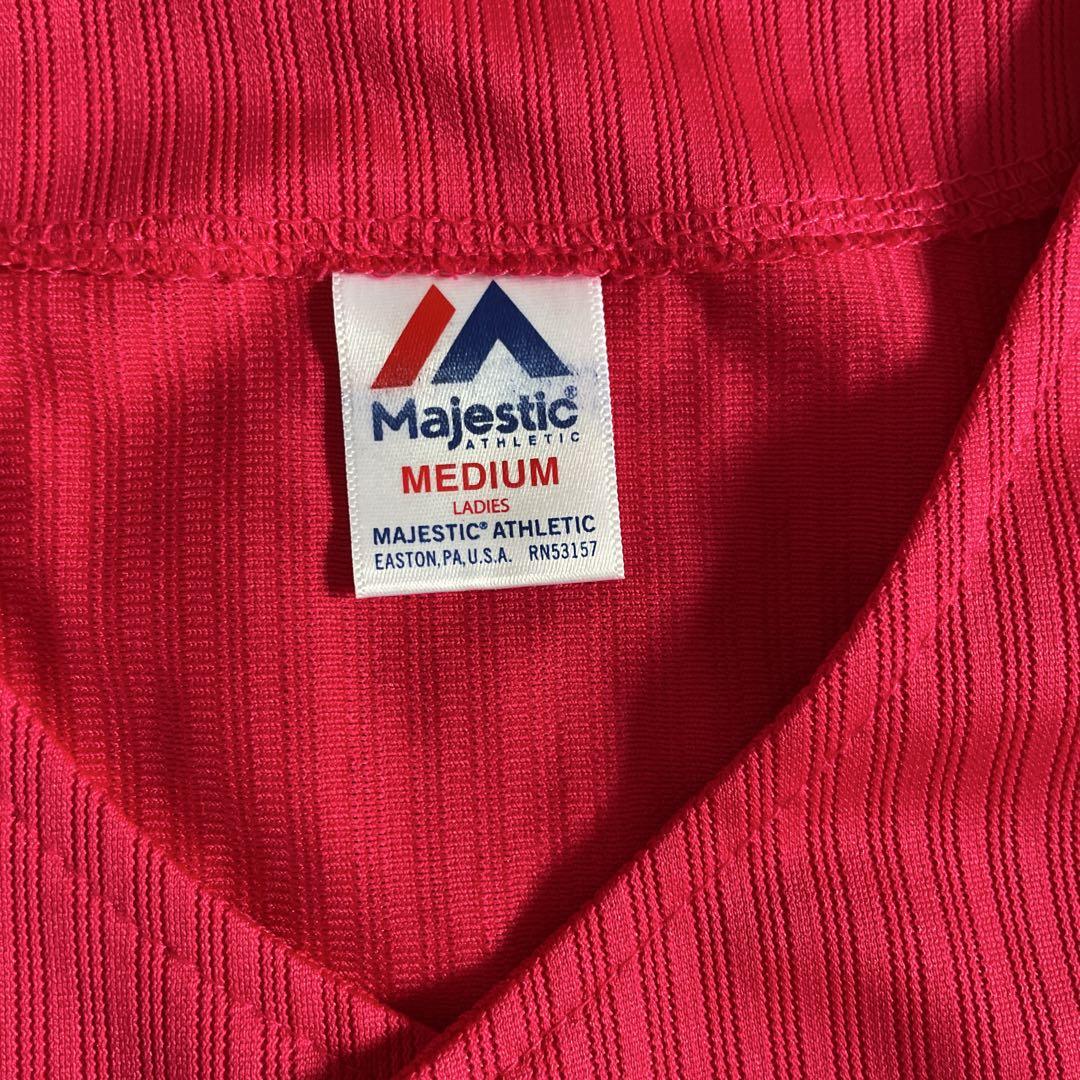 Majestic®
ATHLETIC
MEDIUM
LADIES
MAJESTIC® ATHLETIC
EASTON, PA, U.S.A. RN53157